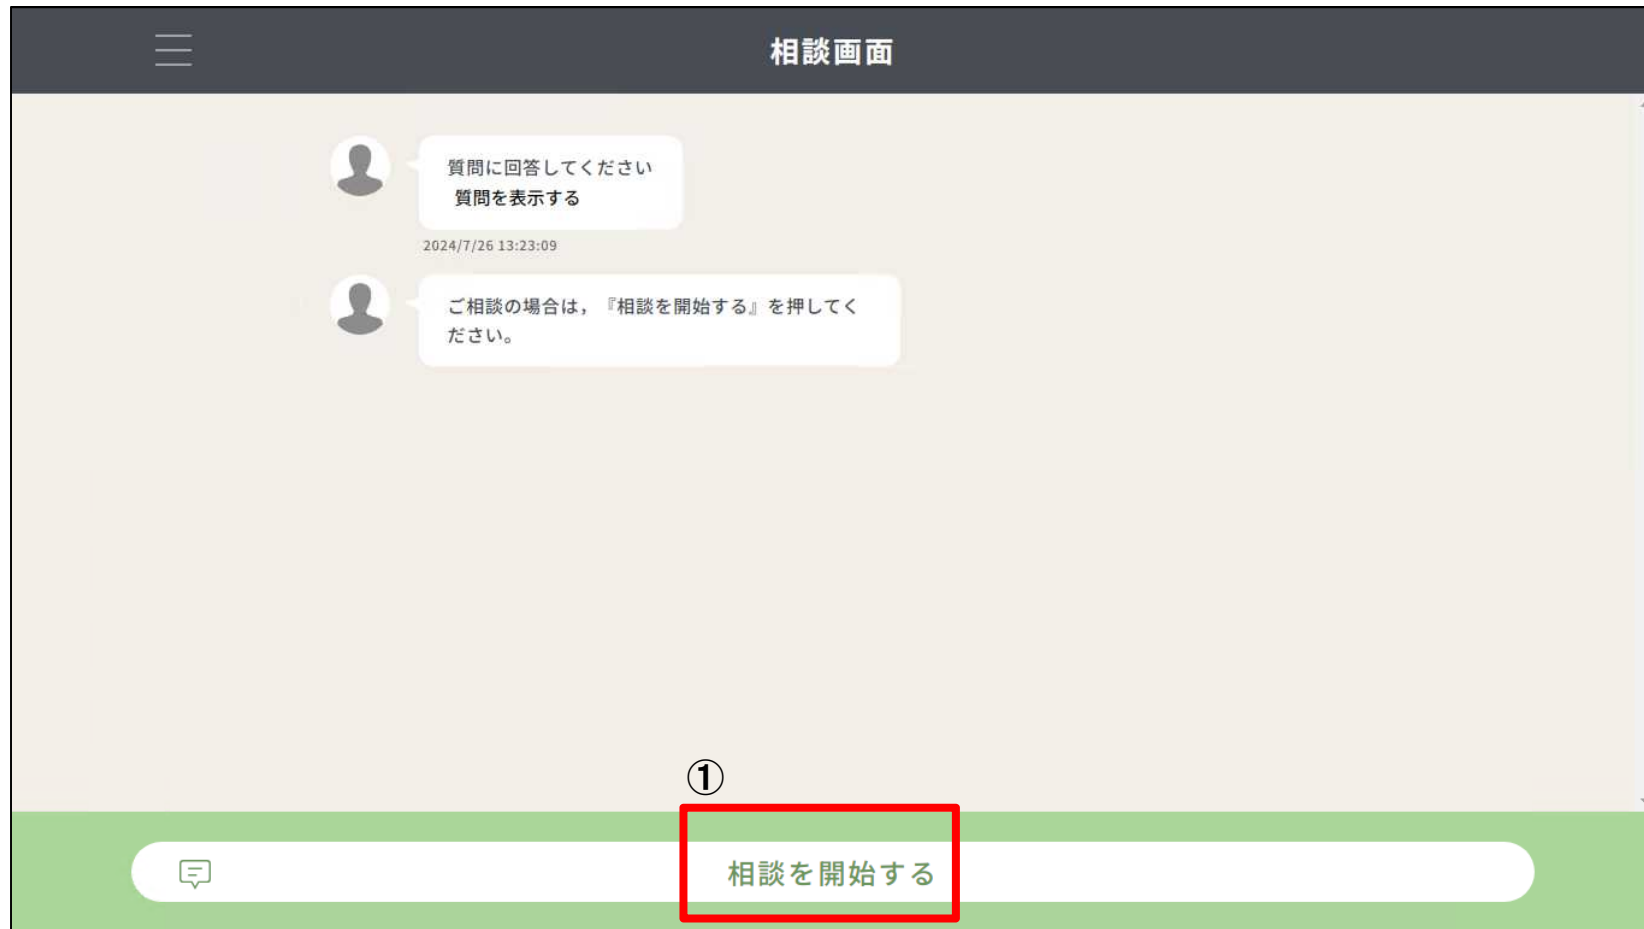 相談画面
質問に回答してください
質問を表示する
2024/7/26 13:23:09
ご相談の場合は，『相談を開始する』を押してく
ださい。
①
相談を開始する